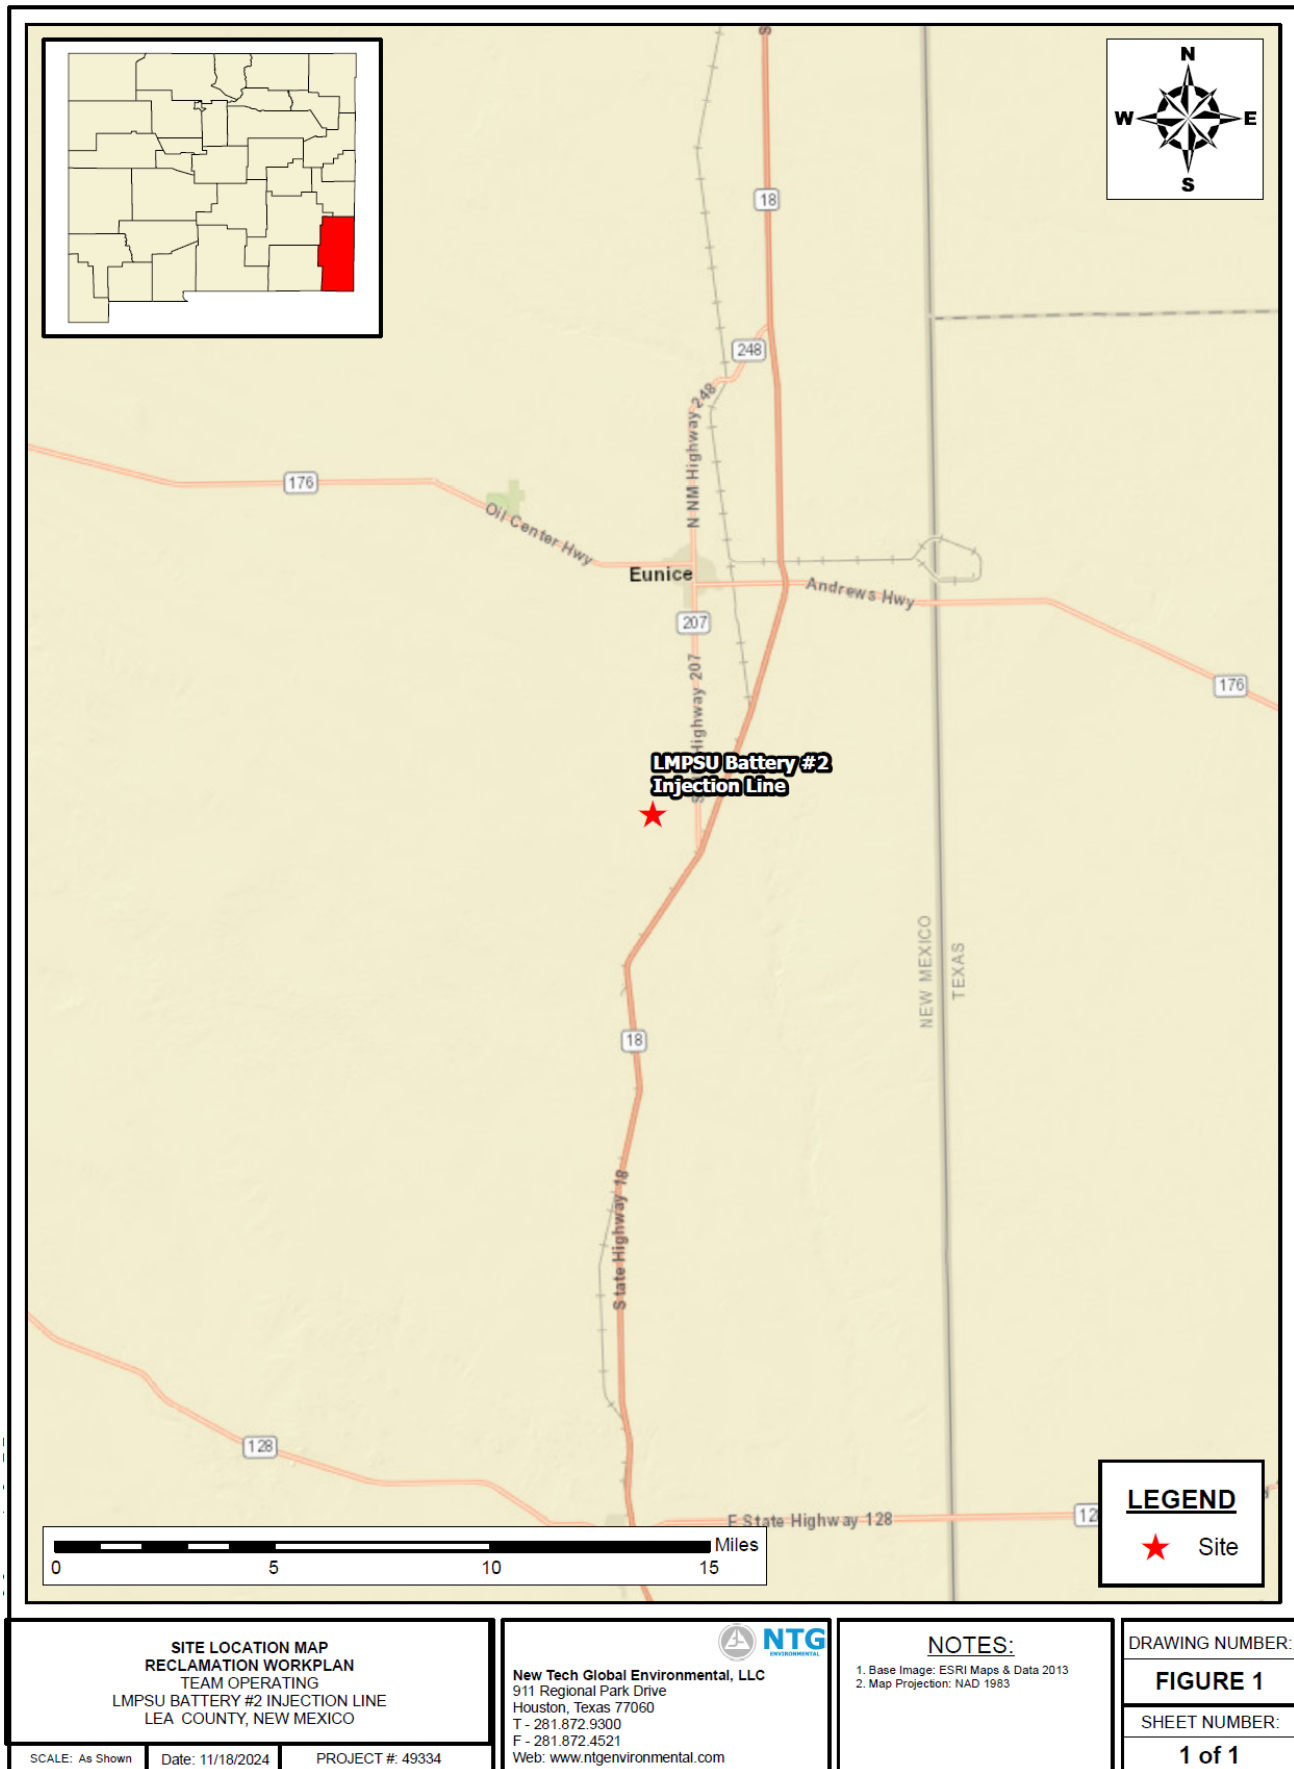 N
W E
S
S
18
248
N NM Highway 248
176
Oil Center Hwy
Eunice
Andrews Hwy
207
176
Highway 207
LMPSU Battery #2
Injection Line
NEW MEXICO
TEXAS
18
State Highway 18
128
E State Highway 128
12
0 5 10 15 Miles
LEGEND
Site
SITE LOCATION MAP
RECLAMATION WORKPLAN
TEAM OPERATING
LMPSU BATTERY #2 INJECTION LINE
LEA COUNTY, NEW MEXICO
SCALE: As Shown
Date: 11/18/2024
PROJECT #: 49334
NTG
ENVIRONMENTAL
New Tech Global Environmental, LLC
911 Regional Park Drive
Houston, Texas 77060
T - 281.872.9300
F - 281.872.4521
Web: www.ntgenvironmental.com
NOTES:
1. Base Image: ESRI Maps & Data 2013
2. Map Projection: NAD 1983
DRAWING NUMBER:
FIGURE 1
SHEET NUMBER:
1 of 1